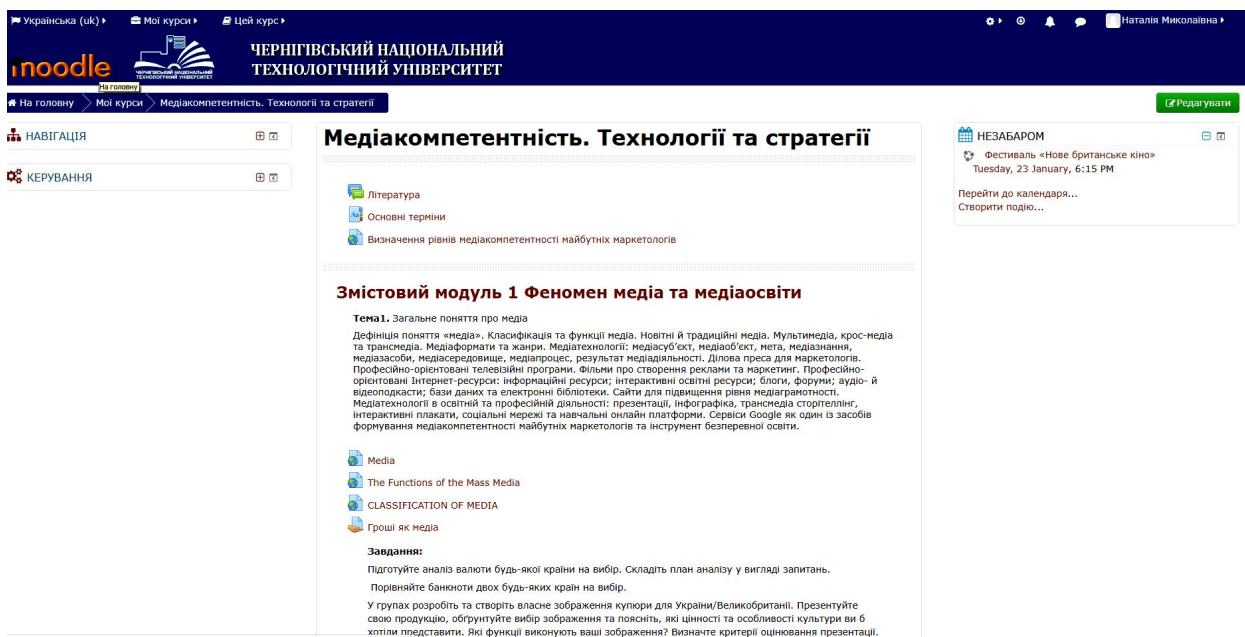 Українська (uk)
Мої курси
Цей курс
Наталія Миколаївна
moodle
ЧЕРНІГІВСЬКИЙ НАЦІОНАЛЬНИЙ
ТЕХНОЛОГІЧНИЙ УНІВЕРСИТЕТ
ЧЕРНІГІВСЬКИЙ НАЦІОНАЛЬНИЙ
ТЕХНОЛОГІЧНИЙ УНІВЕРСИТЕТ
На головну
На головну
Мої курси
Медіакомпетентність. Технології та стратегії
Редагувати
НАВІГАЦІЯ
КЕРУВАННЯ
Медіакомпетентність. Технології та стратегії
Література
Основні терміни
Визначення рівнів медіакомпетентності майбутніх маркетологів
Змістовий модуль 1 Феномен медіа та медіаосвіти
Тема1. Загальне поняття про медіа
Дефініція поняття «медіа». Класифікація та функції медіа. Новітні й традиційні медіа. Мультимедіа, крос-медіа
та трансмедіа. Медіаформати та жанри. Медіатехнології: медіасуб’єкт, медіаоб’єкт, мета, медіазнання,
медіазасоби, медіасередовище, медіапроцес, результат медіадіяльності. Ділова преса для маркетологів.
Професійно-орієнтовані телевізійні програми. Фільми про створення реклами та маркетинг. Професійно-
орієнтовані Інтернет-ресурси: інформаційні ресурси; інтерактивні освітні ресурси; блоги, форуми; аудіо- й
відеоподкасти; бази даних та електронні бібліотеки. Сайти для підвищення рівня медіаграмотності.
Медіатехнології в освітній та професійній діяльності: презентації, інфографіка, трансмедіа сторітеллінг,
інтерактивні плакати, соціальні мережі та навчальні онлайн платформи. Сервіси Google як один із засобів
формування медіакомпетентності майбутніх маркетологів та інструмент безперевної освіти.
Media
The Functions of the Mass Media
CLASSIFICATION OF MEDIA
Гроші як медіа
Завдання:
Підготуйте аналіз валюти будь-якої країни на вибір. Складіть план аналізу у вигляді запитань.
Порівняйте банкноти двох будь-яких країн на вибір.
У групах розробіть та створіть власне зображення купюри для України/Великобританії. Презентуйте
свою продукцію, обґрунтуйте вибір зображення та поясніть, які цінності та особливості культури ви б
хотіли представити. Які функції виконують ваші зображення? Визначте критерії оцінювання презентації.
НЕЗАБАРОМ
Фестиваль «Нове британське кіно»
Tuesday, 23 January, 6:15 PM
Перейти до календаря...
Створити подію...